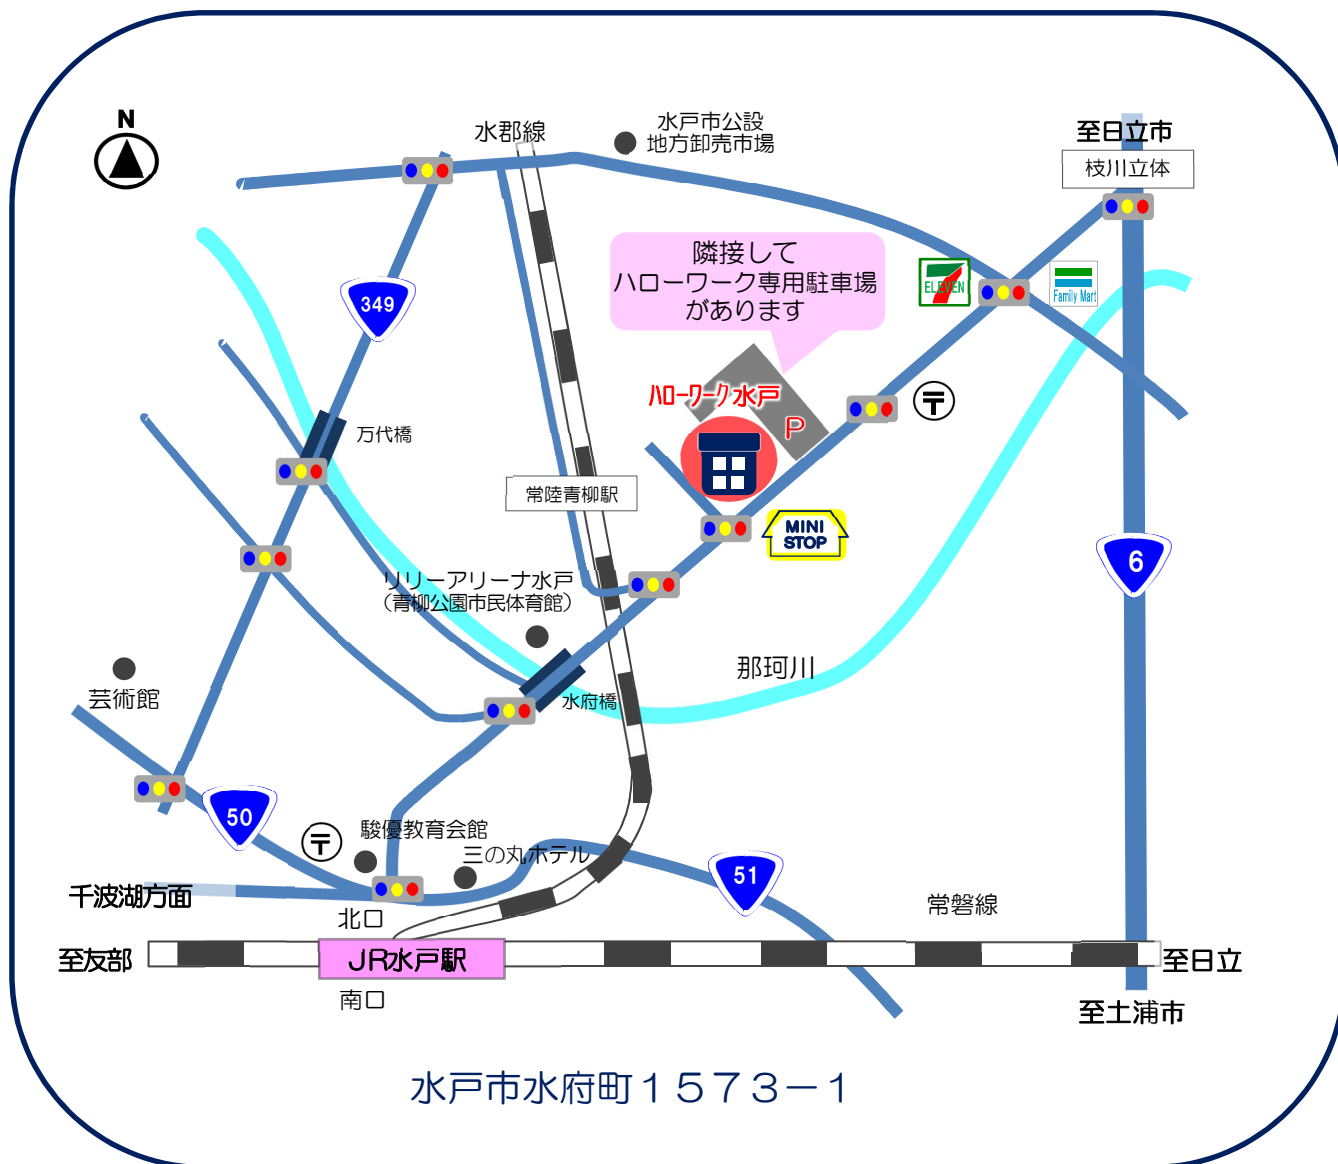 N
水郡線
水戸市公設
地方卸売市場
至日立市
枝川立体
隣接して
ハローワーク専用駐車場
があります
ELEVEN
7
Family Mart
349
ハローワーク水戸
P
〒
万代橋
常陸青柳駅
MINI
STOP
6
リリーアリーナ水戸
(青柳公園市民体育館)
那珂川
芸術館
水府橋
50
〒
駿優教育会館
三の丸ホテル
51
千波湖方面
北口
常磐線
至友部
JR水戸駅
至日立
南口
至土浦市
水戸市水府町1573-1